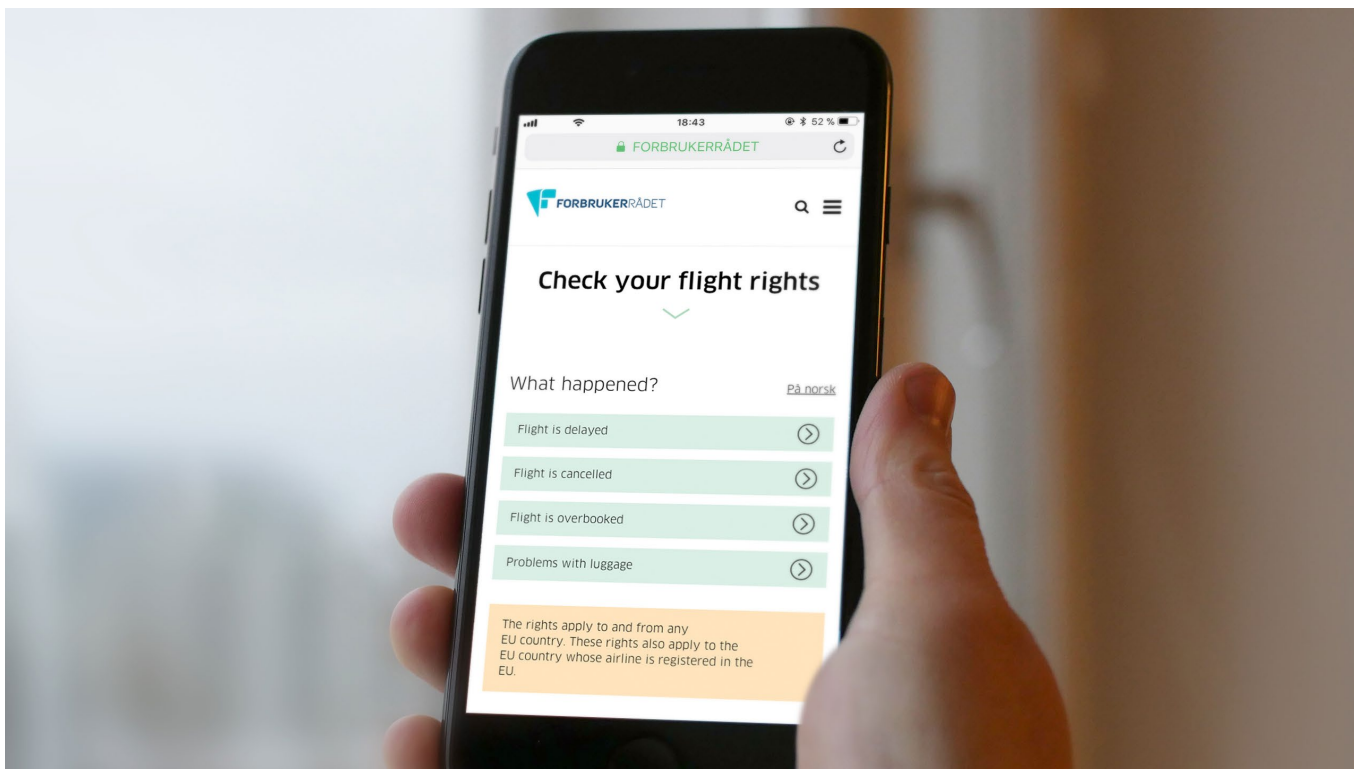 18:43 52 %
FORBRUKERRÅDET
FORBRUKERRÅDET
Check your flight rights
What happened? På norsk
Flight is delayed
Flight is cancelled
Flight is overbooked
Problems with luggage
The rights apply to and from any
EU country. These rights also apply to the
EU country whose airline is registered in the
EU.